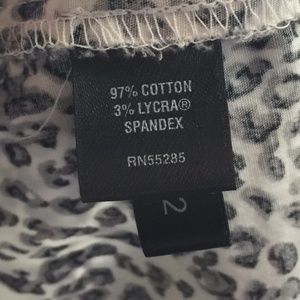 97% COTTON
3% LYCRA®
SPANDEX
RN55285
2